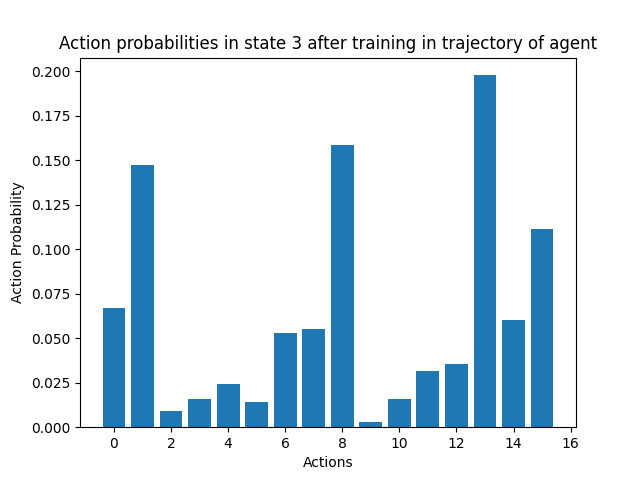 Action probabilities in state 3 after training in trajectory of agent
0.200
0.175
0.150
0.125
0.100
0.075
0.050
0.025
0.000
Action Probability
0 2 4 6 8 10 12 14 16
Actions